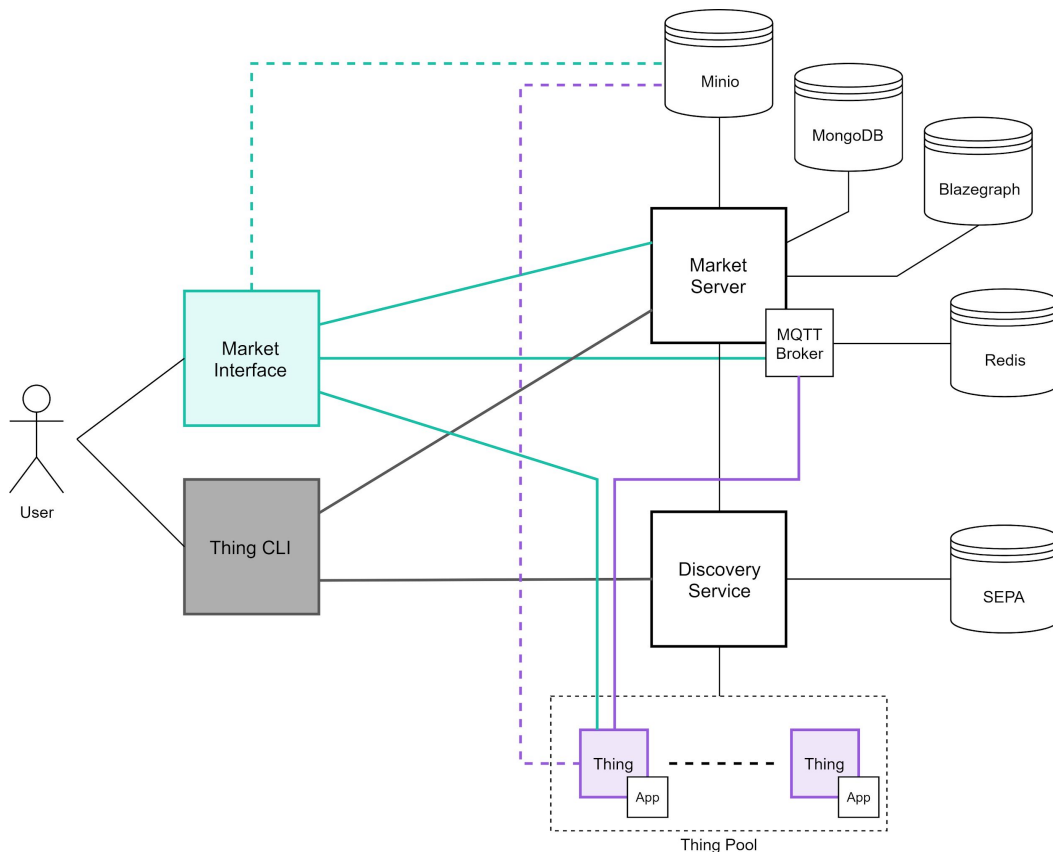 Minio
MongoDB
Blazegraph
Market
Server
MQTT
Broker
Redis
Market
Interface
User
Thing CLI
Discovery
Service
SEPA
Thing
App
Thing
App
Thing Pool